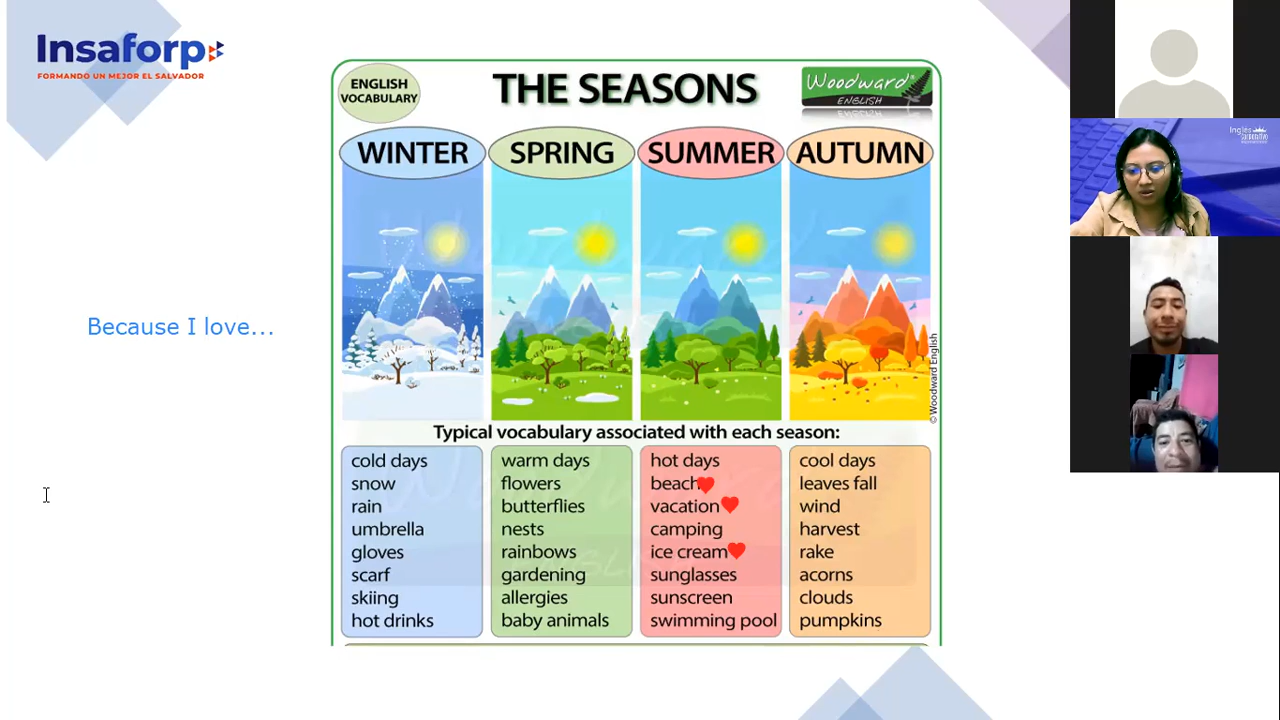 Insaforp
FORMANDO UN MEJOR EL SALVADOR
ENGLISH
VOCABULARY
THE SEASONS
Woodward®
ENGLISH
WINTER
SPRING
SUMMER
AUTUMN
Because I love...
© Woodward English
Typical vocabulary associated with each season:
cold days
snow
rain
umbrella
gloves
scarf
skiing
hot drinks
warm days
flowers
butterflies
nests
rainbows
gardening
allergies
baby animals
hot days
beach
vacation
camping
ice cream
sunglasses
sunscreen
swimming pool
cool days
leaves fall
wind
harvest
rake
acorns
clouds
pumpkins
Ingles